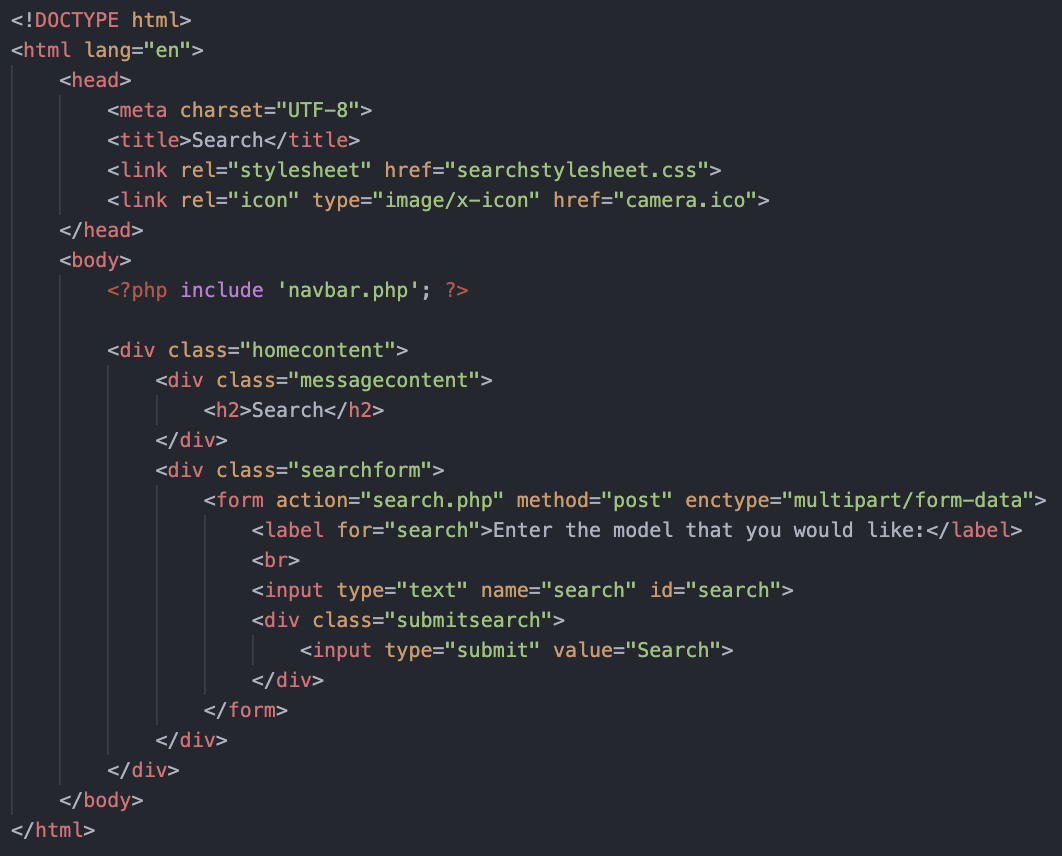 <!DOCTYPE html>
<html lang="en">
    <head>
        <meta charset="UTF-8">
        <title>Search</title>
        <link rel="stylesheet" href="searchstylesheet.css">
        <link rel="icon" type="image/x-icon" href="camera.ico">
    </head>
    <body>
        <?php include 'navbar.php'; ?>

        <div class="homecontent">
            <div class="messagecontent">
                <h2>Search</h2>
            </div>
            <div class="searchform">
                <form action="search.php" method="post" enctype="multipart/form-data">
                    <label for="search">Enter the model that you would like:</label>
                    <br>
                    <input type="text" name="search" id="search">
                    <div class="submitsearch">
                        <input type="submit" value="Search">
                    </div>
                </form>
            </div>
        </div>
    </body>
</html>